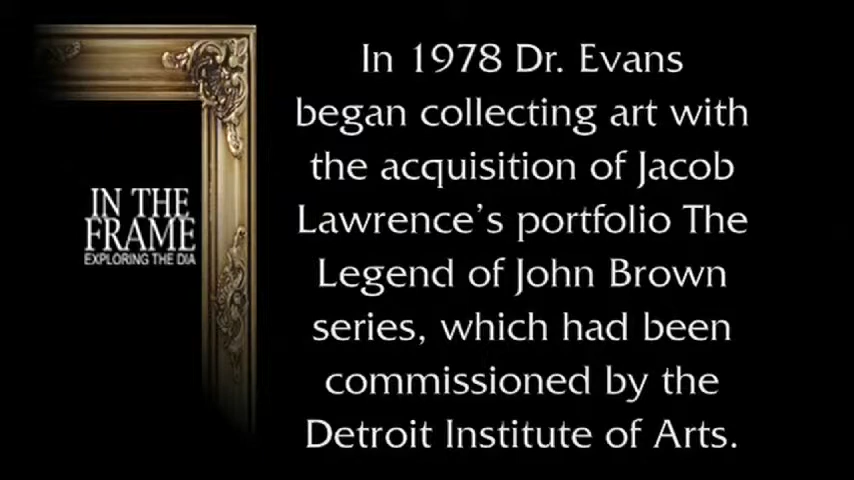 IN THE
FRAME
EXPLORING THE DIA
In 1978 Dr. Evans
began collecting art with
the acquisition of Jacob
Lawrence’s portfolio The
Legend of John Brown
series, which had been
commissioned by the
Detroit Institute of Arts.